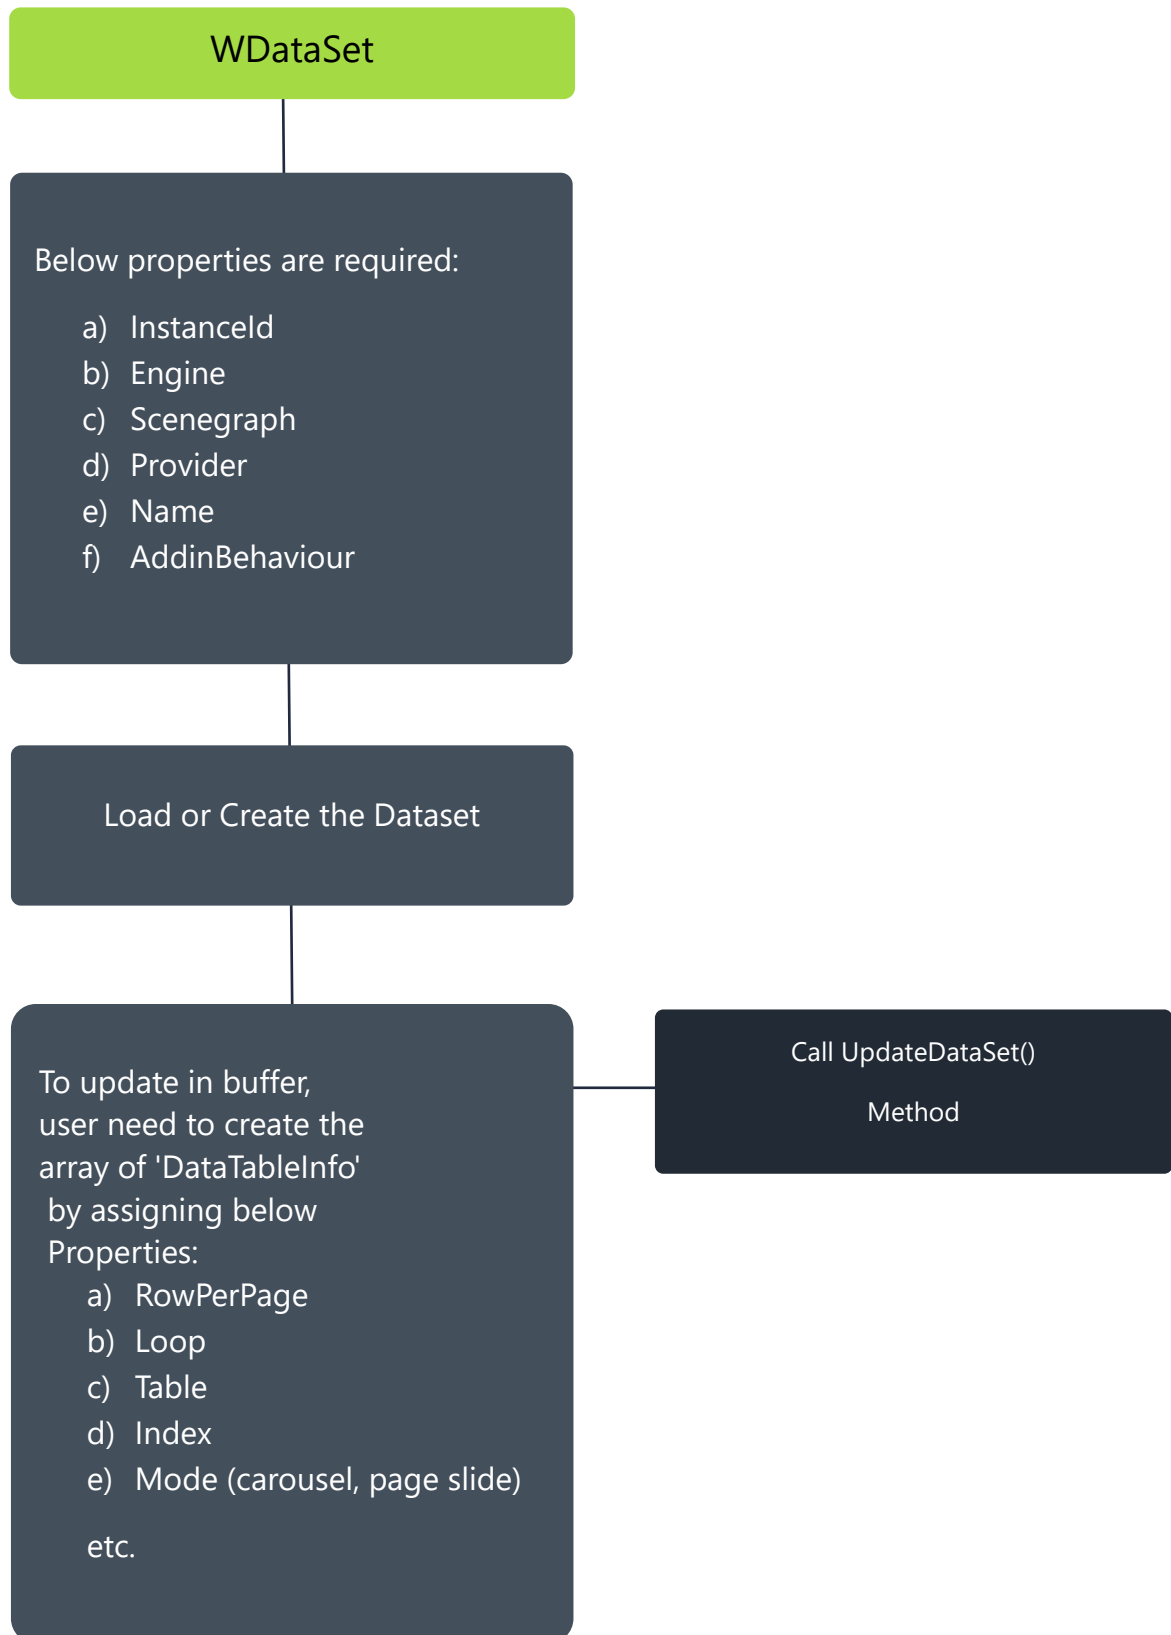 WDataSet
Below properties are required:
a) InstanceId
b) Engine
c) Scenegraph
d) Provider
e) Name
f) AddinBehaviour
Load or Create the Dataset
To update in buffer,
user need to create the
array of 'DataTableInfo'
by assigning below
Properties:
a) RowPerPage
b) Loop
c) Table
d) Index
e) Mode (carousel, page slide)
etc.
Call UpdateDataSet()
Method